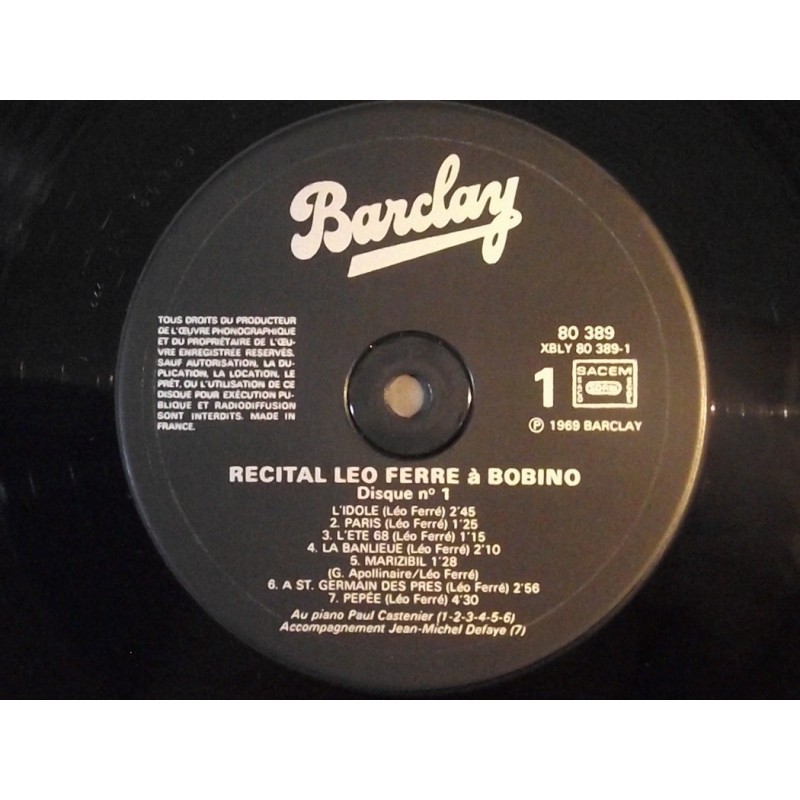 Barclay
TOUS DROITS DU PRODUCTEUR
DE L'ŒUVRE PHONOGRAPHIQUE
ET DU PROPRIÉTAIRE DE L'ŒU-
VRE ENREGISTRÉE RESERVÉS.
SAUF AUTORISATION, LA DU-
PLICATION, LA LOCATION, LE
PRÊT, OU L'UTILISATION DE CE
DISQUE POUR EXÉCUTION PU-
BLIQUE ET RADIODIFFUSION
SONT INTERDITS. MADE IN
FRANCE.
80 389
XBLY 80 389-1
1
SACEM
℗ 1969 BARCLAY
RECITAL LEO FERRE à BOBINO
Disque nº 1
L'IDOLE (Léo Ferré) 2'45
2. PARIS (Léo Ferré) 1'25
3. L'ETE 68 (Léo Ferré) 1'15
4. LA BANLIEUE (Léo Ferré) 2'10
5. MARIZIBIL 1'28
(G. Apollinaire/Léo Ferré)
6. A ST. GERMAIN DES PRES (Léo Ferré) 2'56
7. PEPÉE (Léo Ferré) 4'30
Au piano Paul Castenier (1-2-3-4-5-6)
Accompagnement Jean-Michel Defaye (7)